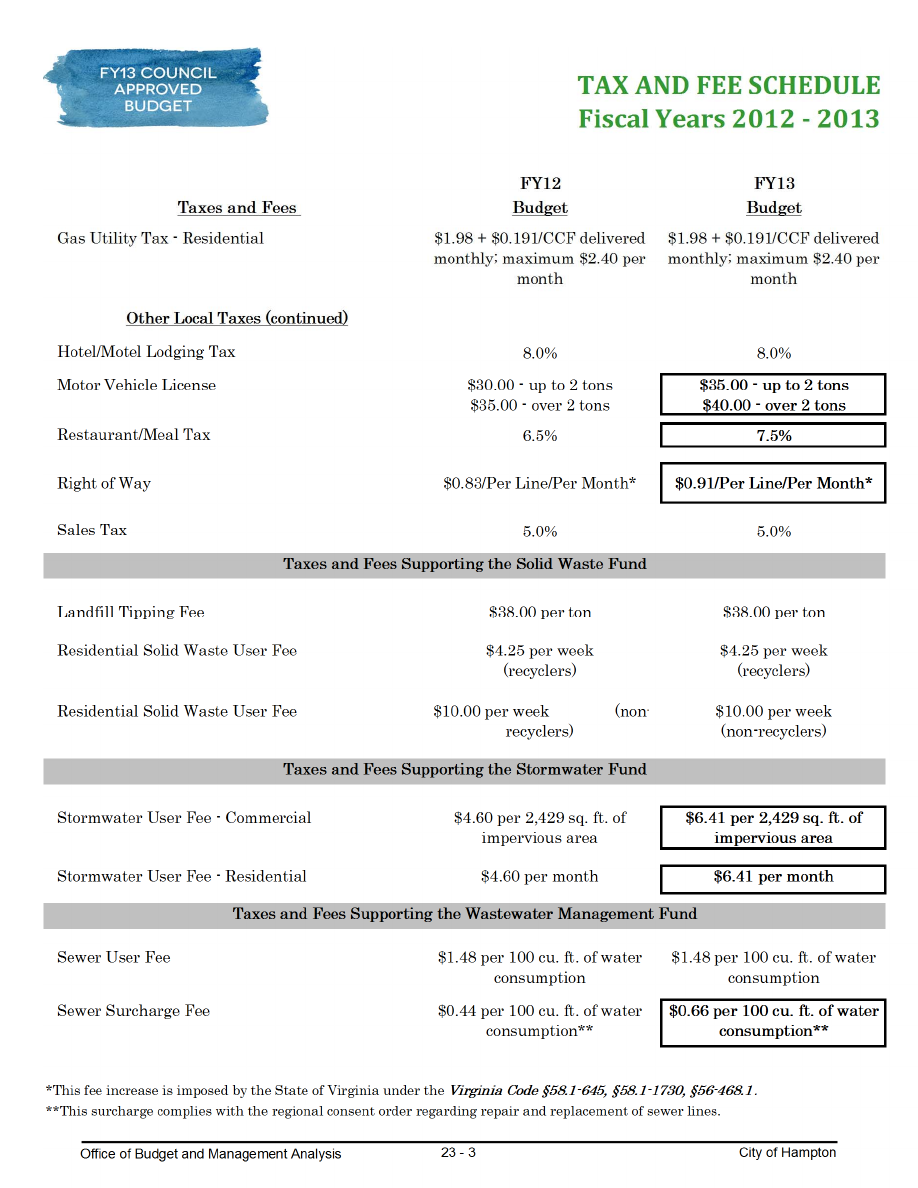 FY13 COUNCIL
APPROVED
BUDGET
TAX AND FEE SCHEDULE
Fiscal Years 2012 - 2013
FY12 FY13
Taxes and Fees Budget Budget
Gas Utility Tax - Residential $1.98 + $0.191/CCF delivered $1.98 + $0.191/CCF delivered
monthly; maximum $2.40 per monthly; maximum $2.40 per
month month
Other Local Taxes (continued)
Hotel/Motel Lodging Tax 8.0% 8.0%
Motor Vehicle License $30.00 - up to 2 tons $35.00 - up to 2 tons
$35.00 - over 2 tons $40.00 - over 2 tons
Restaurant/Meal Tax 6.5% 7.5%
Right of Way $0.83/Per Line/Per Month* $0.91/Per Line/Per Month*
Sales Tax 5.0% 5.0%
Taxes and Fees Supporting the Solid Waste Fund
Landfill Tipping Fee $38.00 per ton $38.00 per ton
Residential Solid Waste User Fee $4.25 per week $4.25 per week
(recyclers) (recyclers)
Residential Solid Waste User Fee $10.00 per week (non- $10.00 per week
recyclers) (non-recyclers)
Taxes and Fees Supporting the Stormwater Fund
Stormwater User Fee - Commercial $4.60 per 2,429 sq. ft. of $6.41 per 2,429 sq. ft. of
impervious area impervious area
Stormwater User Fee - Residential $4.60 per month $6.41 per month
Taxes and Fees Supporting the Wastewater Management Fund
Sewer User Fee $1.48 per 100 cu. ft. of water $1.48 per 100 cu. ft. of water
consumption consumption
Sewer Surcharge Fee $0.44 per 100 cu. ft. of water $0.66 per 100 cu. ft. of water
consumption** consumption**
*This fee increase is imposed by the State of Virginia under the Virginia Code §58.1-645, §58.1-1730, §56-468.1.
**This surcharge complies with the regional consent order regarding repair and replacement of sewer lines.
Office of Budget and Management Analysis 23 - 3 City of Hampton